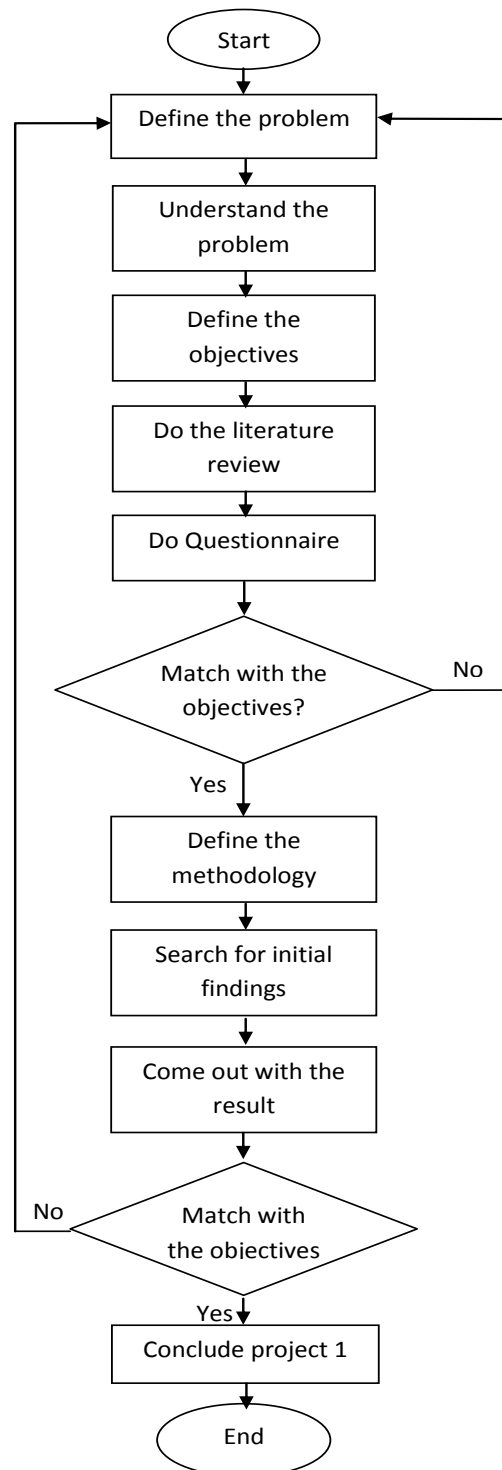 Start
Define the problem
Understand the
problem
Define the
objectives
Do the literature
review
Do Questionnaire
Match with the
objectives?
No
Yes
Define the
methodology
Search for initial
findings
Come out with the
result
No
Match with
the objectives
Yes
Conclude project 1
End